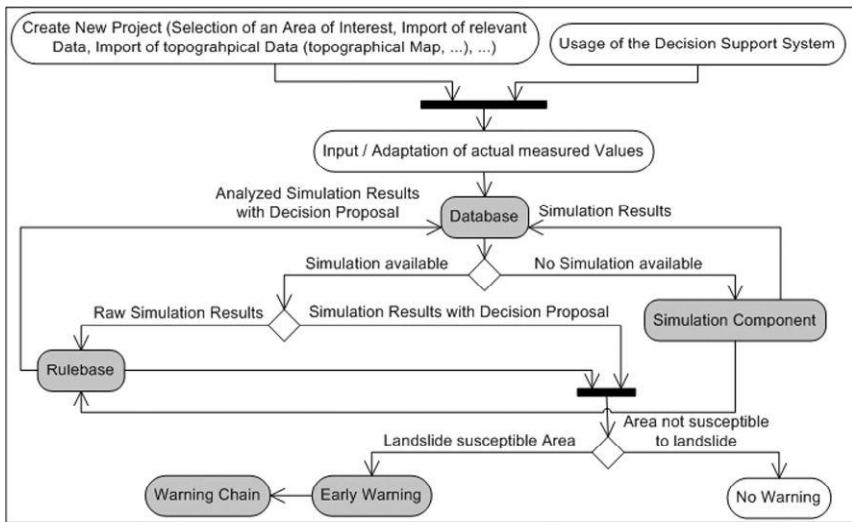 Create New Project (Selection of an Area of Interest, Import of relevant
Data, Import of topograhpical Data (topographical Map, ...), ...)
Usage of the Decision Support System
Input / Adaptation of actual measured Values
Analyzed Simulation Results
with Decision Proposal
Database
Simulation Results
Simulation available
No Simulation available
Raw Simulation Results
Simulation Results with Decision Proposal
Simulation Component
Rulebase
Landslide susceptible Area
Area not susceptible
to landslide
Warning Chain
Early Warning
No Warning